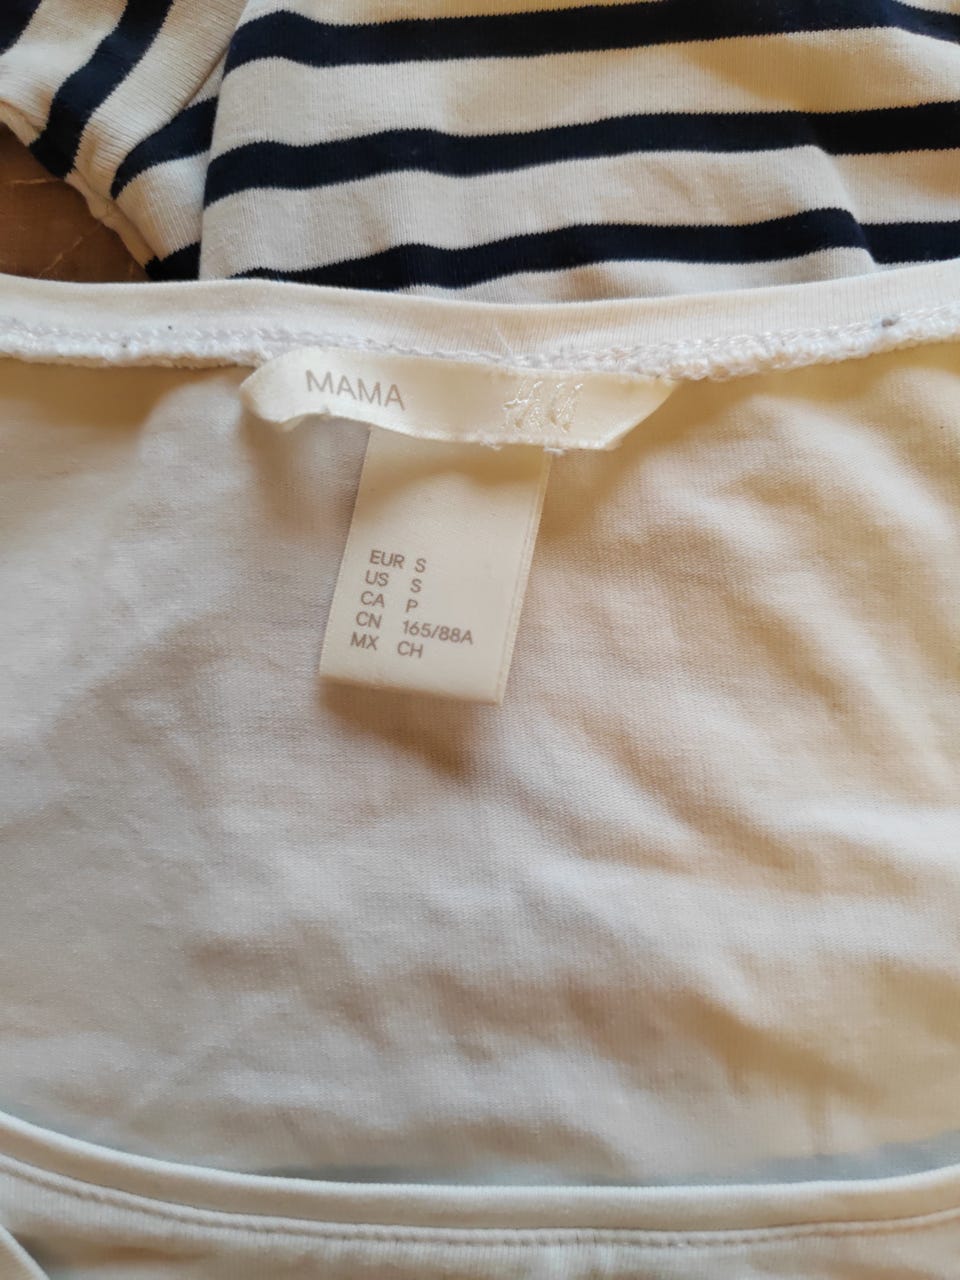 MAMA H&M
EUR S
US S
CA P
CN 165/88A
MX CH